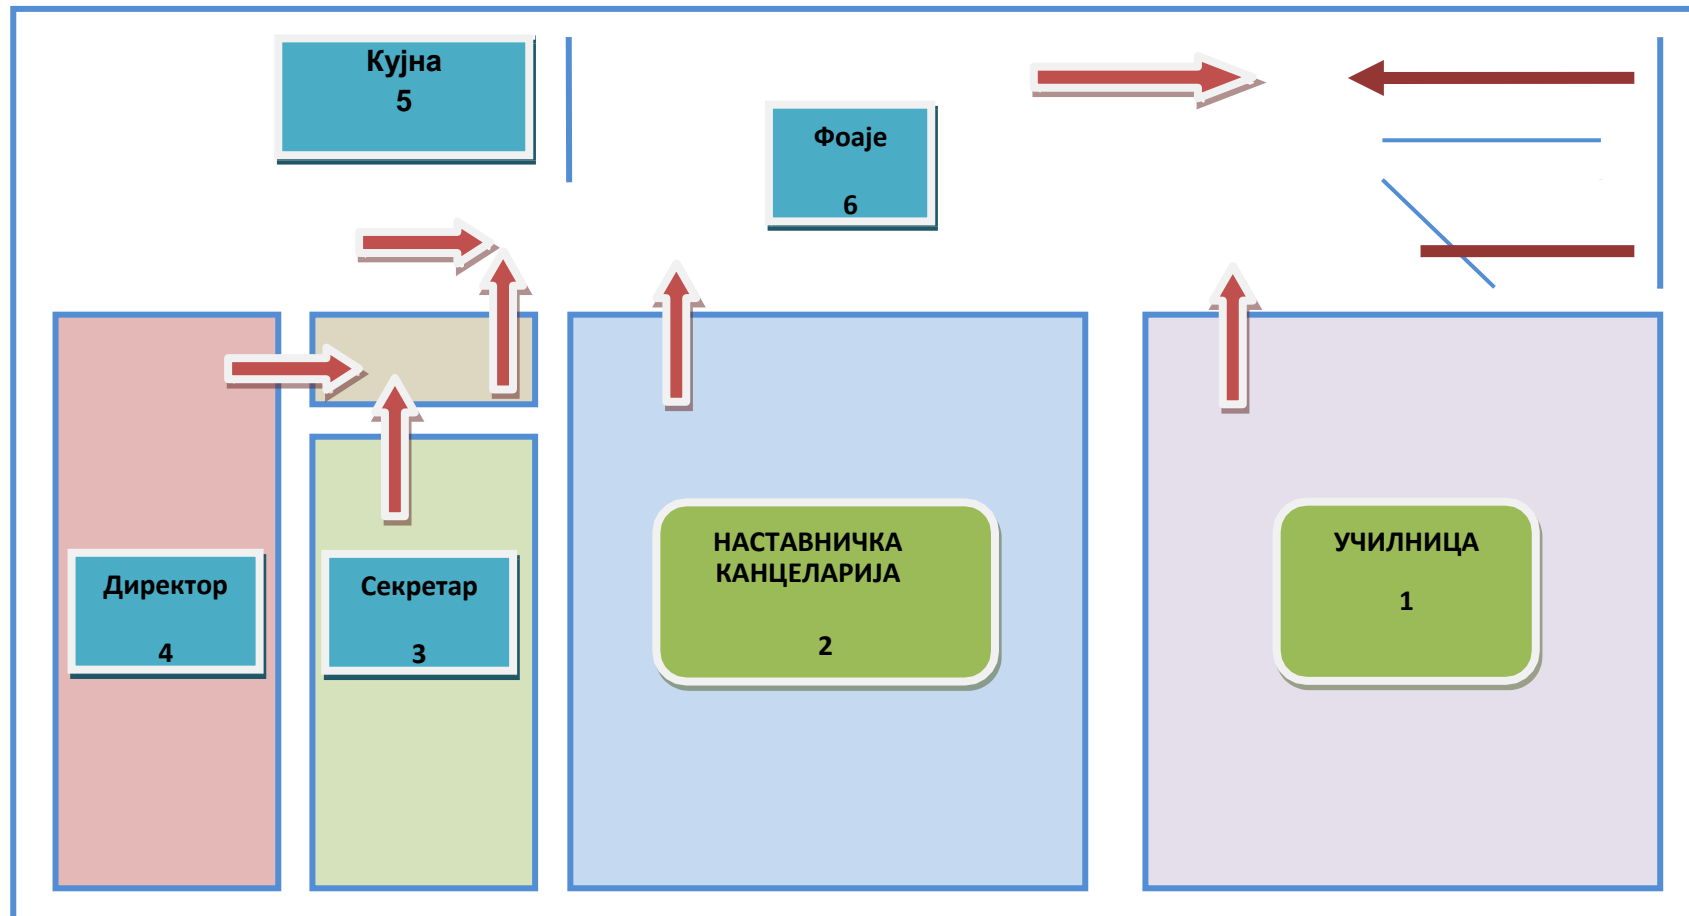 Кујна
5
Фоаје
6
Директор
4
Секретар
3
НАСТАВНИЧКА
КАНЦЕЛАРИЈА
2
УЧИЛНИЦА
1